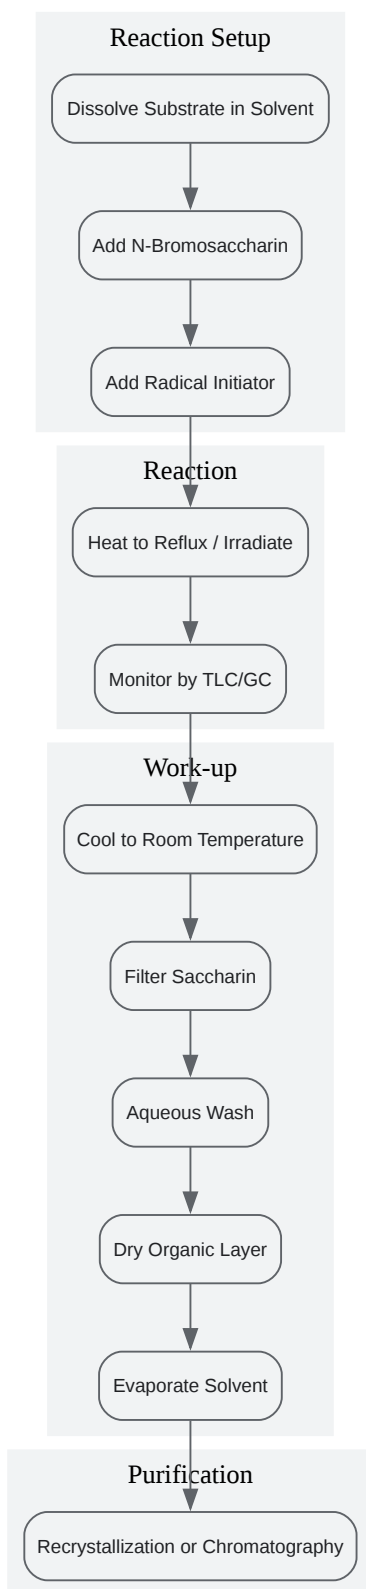 Reaction Setup
Dissolve Substrate in Solvent
Add N-Bromosaccharin
Add Radical Initiator
Reaction
Heat to Reflux / Irradiate
Monitor by TLC/GC
Work-up
Cool to Room Temperature
Filter Saccharin
Aqueous Wash
Dry Organic Layer
Evaporate Solvent
Purification
Recrystallization or Chromatography